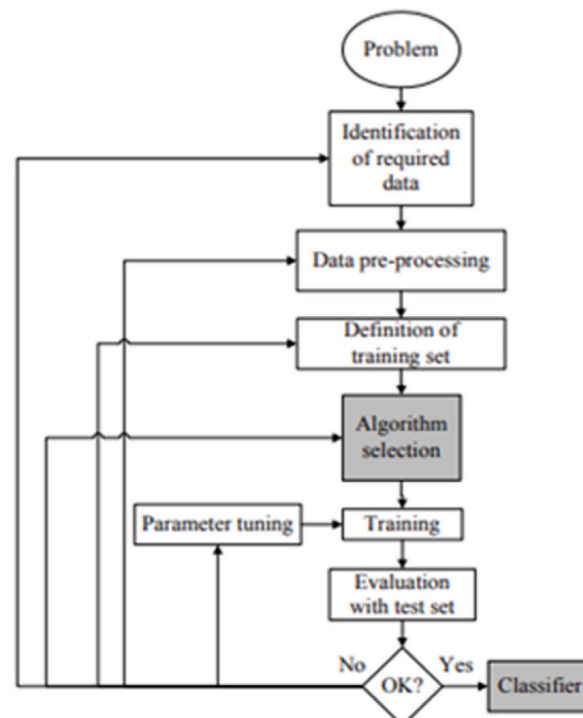 Problem
Identification
of required
data
Data pre-processing
Definition of
training set
Algorithm
selection
Parameter tuning
Training
Evaluation
with test set
No
Yes
OK?
Classifier